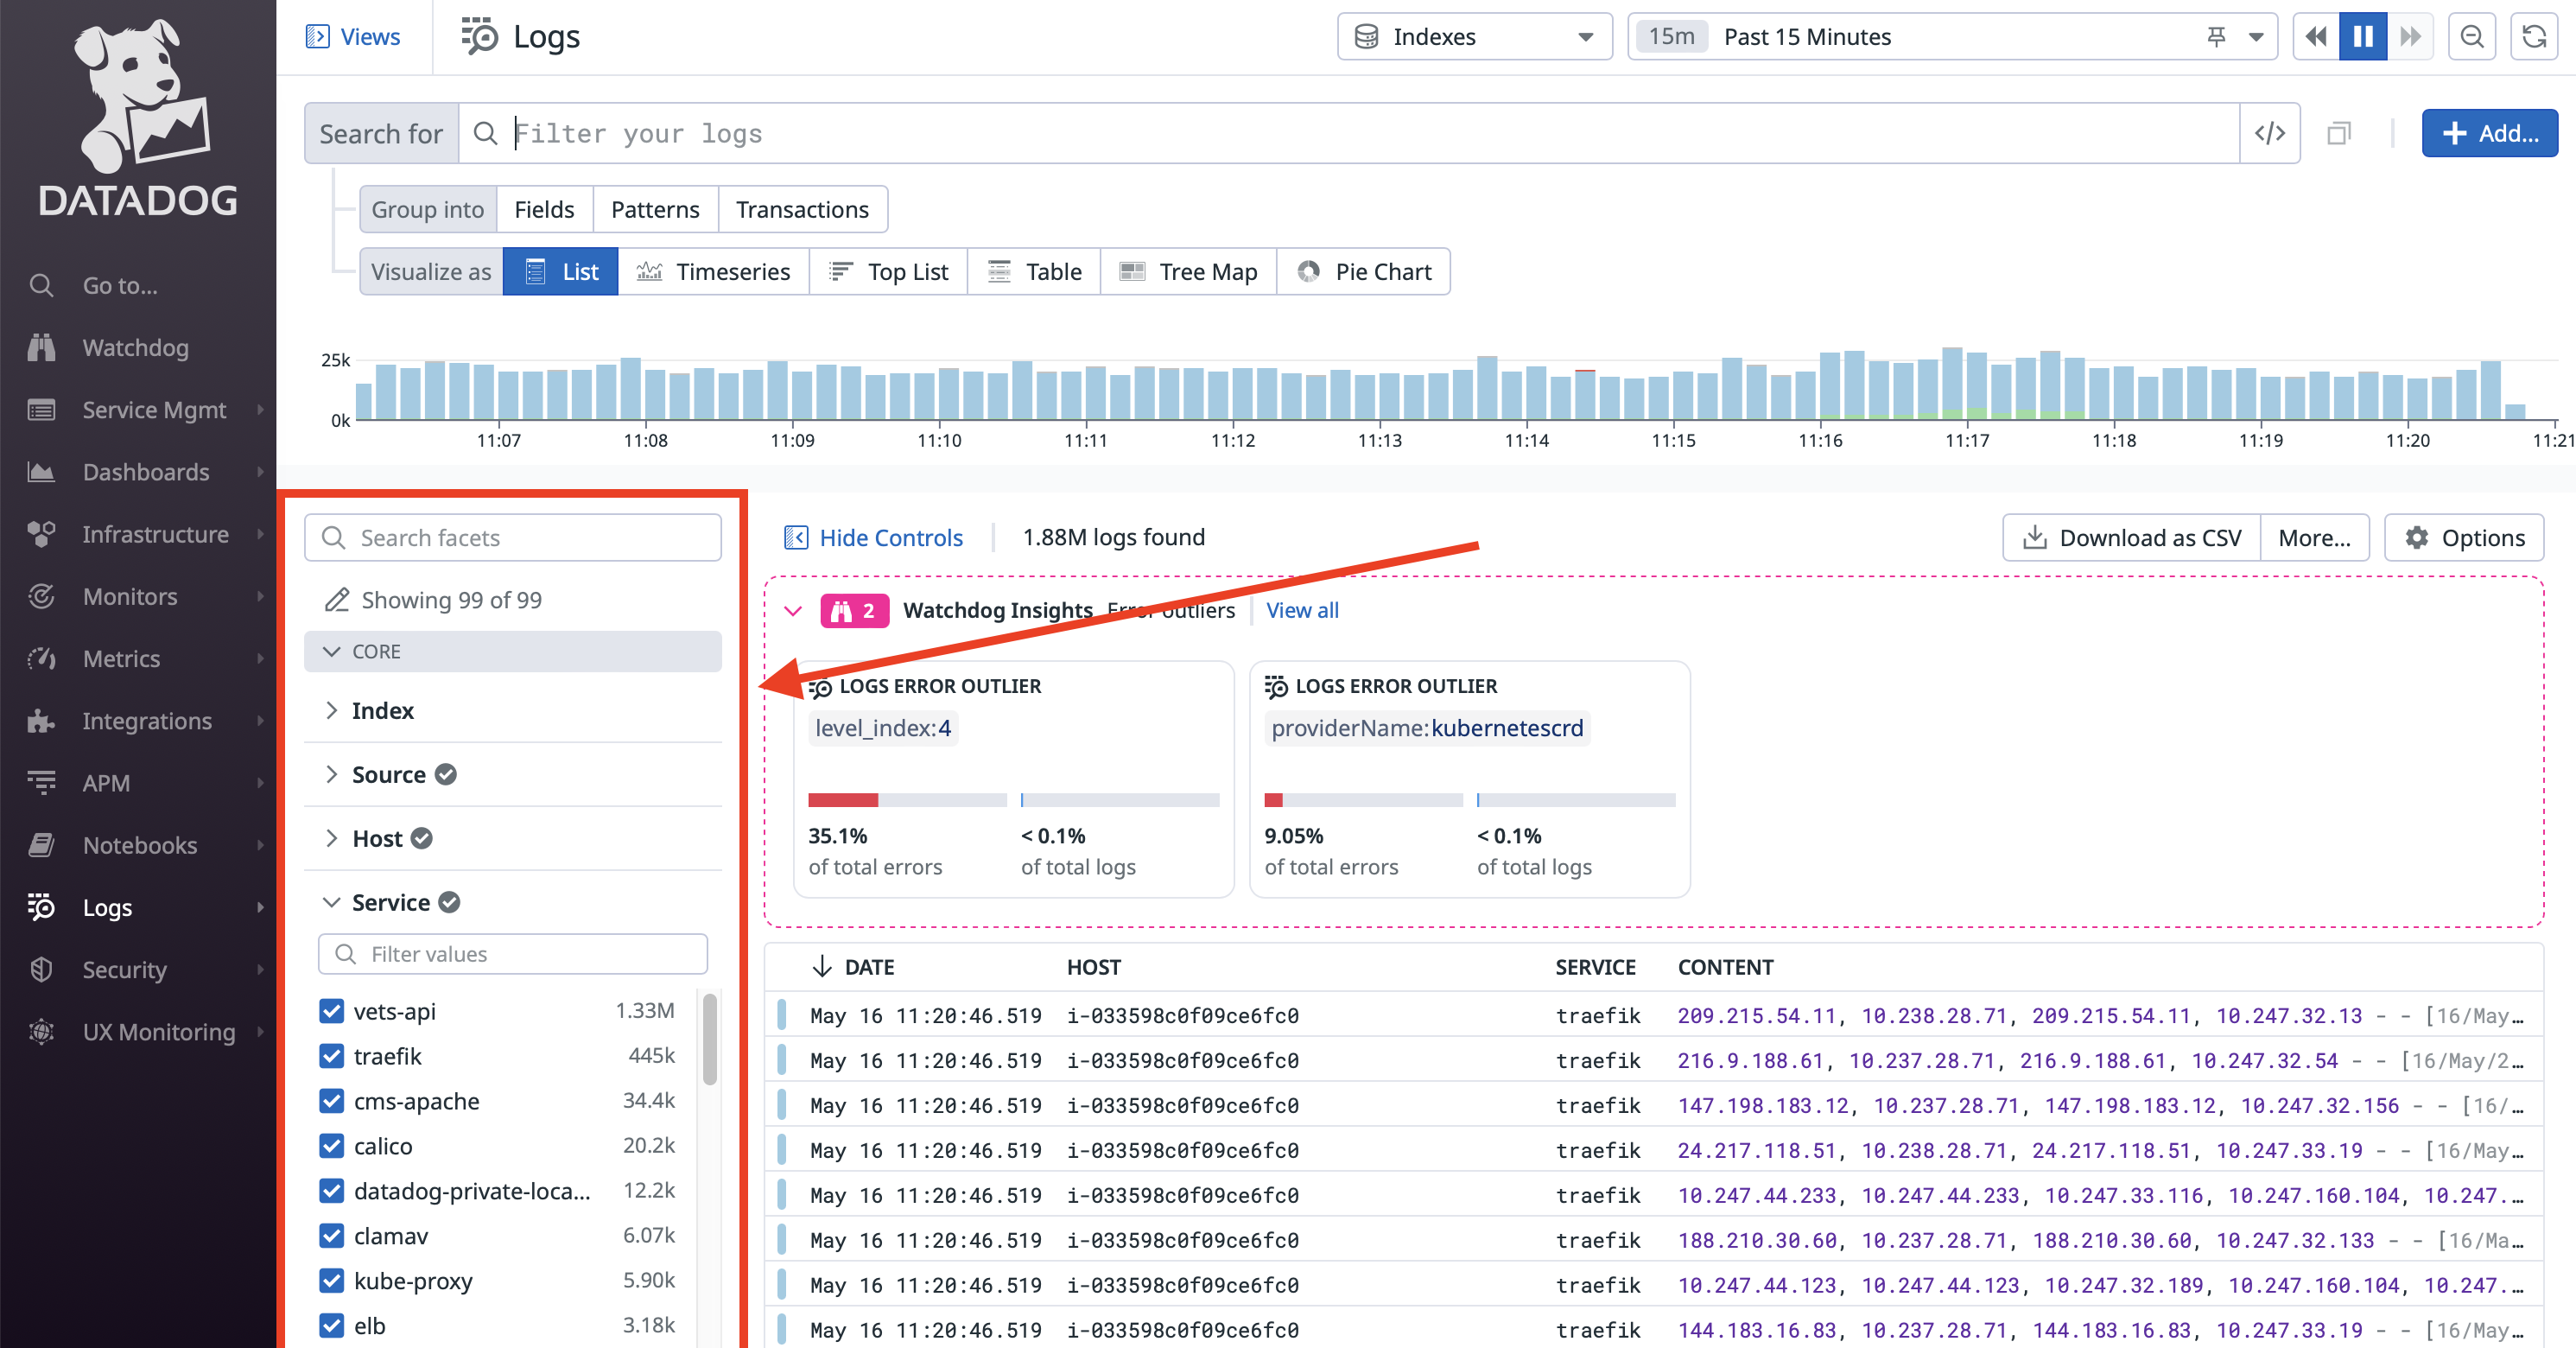 DATADOG
Go to...
Watchdog
Service Mgmt
Dashboards
Infrastructure
Monitors
Metrics
Integrations
APM
Notebooks
Logs
Security
UX Monitoring
Views
Logs
Indexes
15m Past 15 Minutes
Search for Filter your logs
</>
Add...
Group into Fields Patterns Transactions
Visualize as List Timeseries Top List Table Tree Map Pie Chart
25k
0k
11:07 11:08 11:09 11:10 11:11 11:12 11:13 11:14 11:15 11:16 11:17 11:18 11:19 11:20 11:21
Search facets
Showing 99 of 99
CORE
Index
Source
Host
Service
Filter values
vets-api 1.33M
traefik 445k
cms-apache 34.4k
calico 20.2k
datadog-private-loca... 12.2k
clamav 6.07k
kube-proxy 5.90k
elb 3.18k
Hide Controls 1.88M logs found
Download as CSV More... Options
2 Watchdog Insights Error outliers View all
LOGS ERROR OUTLIER
level_index:4
35.1% < 0.1%
of total errors of total logs
LOGS ERROR OUTLIER
providerName:kubernetescrd
9.05% < 0.1%
of total errors of total logs
DATE HOST SERVICE CONTENT
May 16 11:20:46.519 i-033598c0f09ce6fc0 traefik 209.215.54.11, 10.238.28.71, 209.215.54.11, 10.247.32.13 - - [16/May…
May 16 11:20:46.519 i-033598c0f09ce6fc0 traefik 216.9.188.61, 10.237.28.71, 216.9.188.61, 10.247.32.54 - - [16/May/2…
May 16 11:20:46.519 i-033598c0f09ce6fc0 traefik 147.198.183.12, 10.237.28.71, 147.198.183.12, 10.247.32.156 - - [16/…
May 16 11:20:46.519 i-033598c0f09ce6fc0 traefik 24.217.118.51, 10.238.28.71, 24.217.118.51, 10.247.33.19 - - [16/May…
May 16 11:20:46.519 i-033598c0f09ce6fc0 traefik 10.247.44.233, 10.247.44.233, 10.247.33.116, 10.247.160.104, 10.247.…
May 16 11:20:46.519 i-033598c0f09ce6fc0 traefik 188.210.30.60, 10.237.28.71, 188.210.30.60, 10.247.32.133 - - [16/Ma…
May 16 11:20:46.519 i-033598c0f09ce6fc0 traefik 10.247.44.123, 10.247.44.123, 10.247.32.189, 10.247.160.104, 10.247.…
May 16 11:20:46.519 i-033598c0f09ce6fc0 traefik 144.183.16.83, 10.237.28.71, 144.183.16.83, 10.247.33.19 - - [16/May…